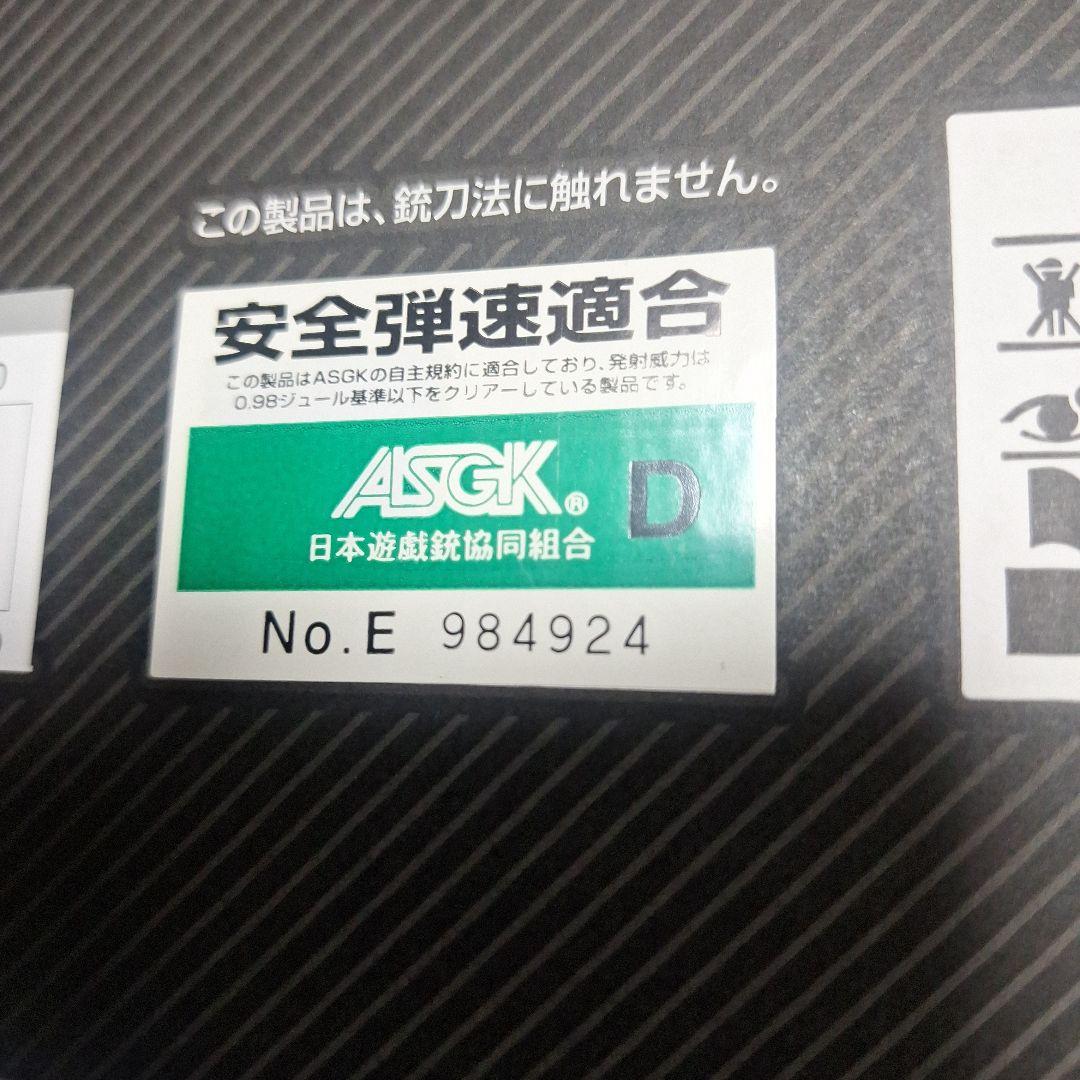 この製品は、銃刀法に触れません。
安全弾速適合
この製品はASGKの自主規約に適合しており、発射威力は
0.98ジュール基準以下をクリアーしている製品です。
ASGK® D
日本遊戯銃協同組合
No.E 984924